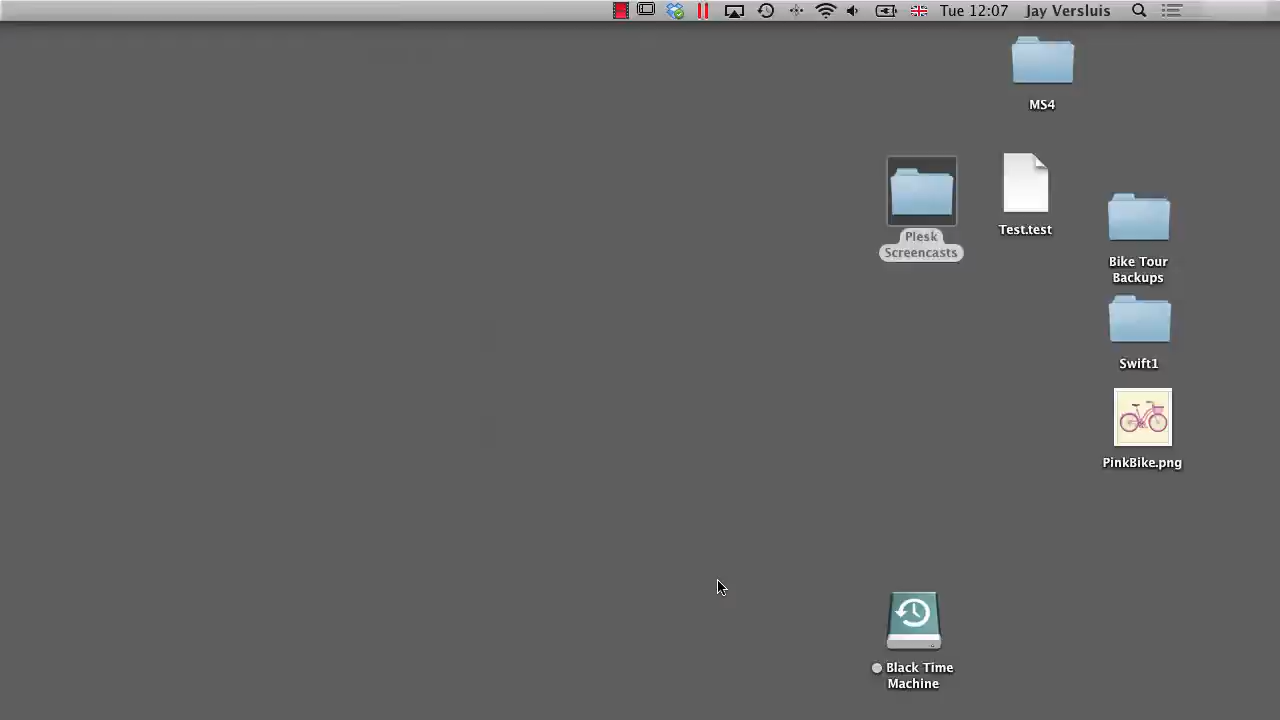 Tue 12:07 Jay Versluis
MS4
Plesk
Screencasts
Test.test
Bike Tour
Backups
Swift1
PinkBike.png
Black Time
Machine